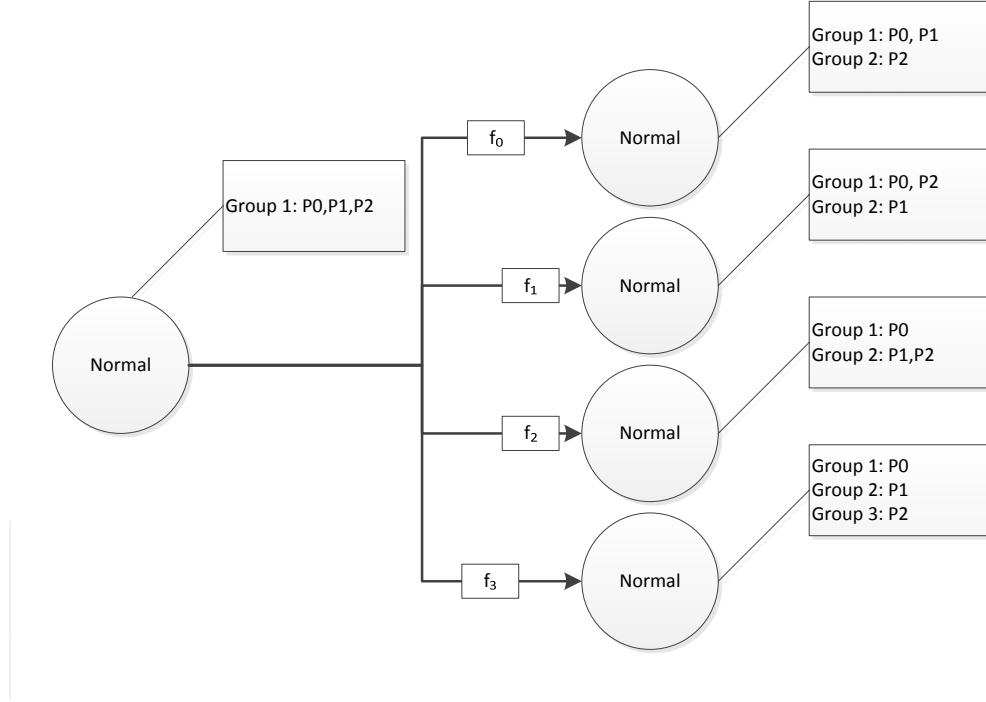 Group 1: P0, P1
Group 2: P2
f0
Normal
Group 1: P0,P1,P2
Group 1: P0, P2
Group 2: P1
f1
Normal
Normal
Group 1: P0
Group 2: P1,P2
f2
Normal
Group 1: P0
Group 2: P1
Group 3: P2
f3
Normal